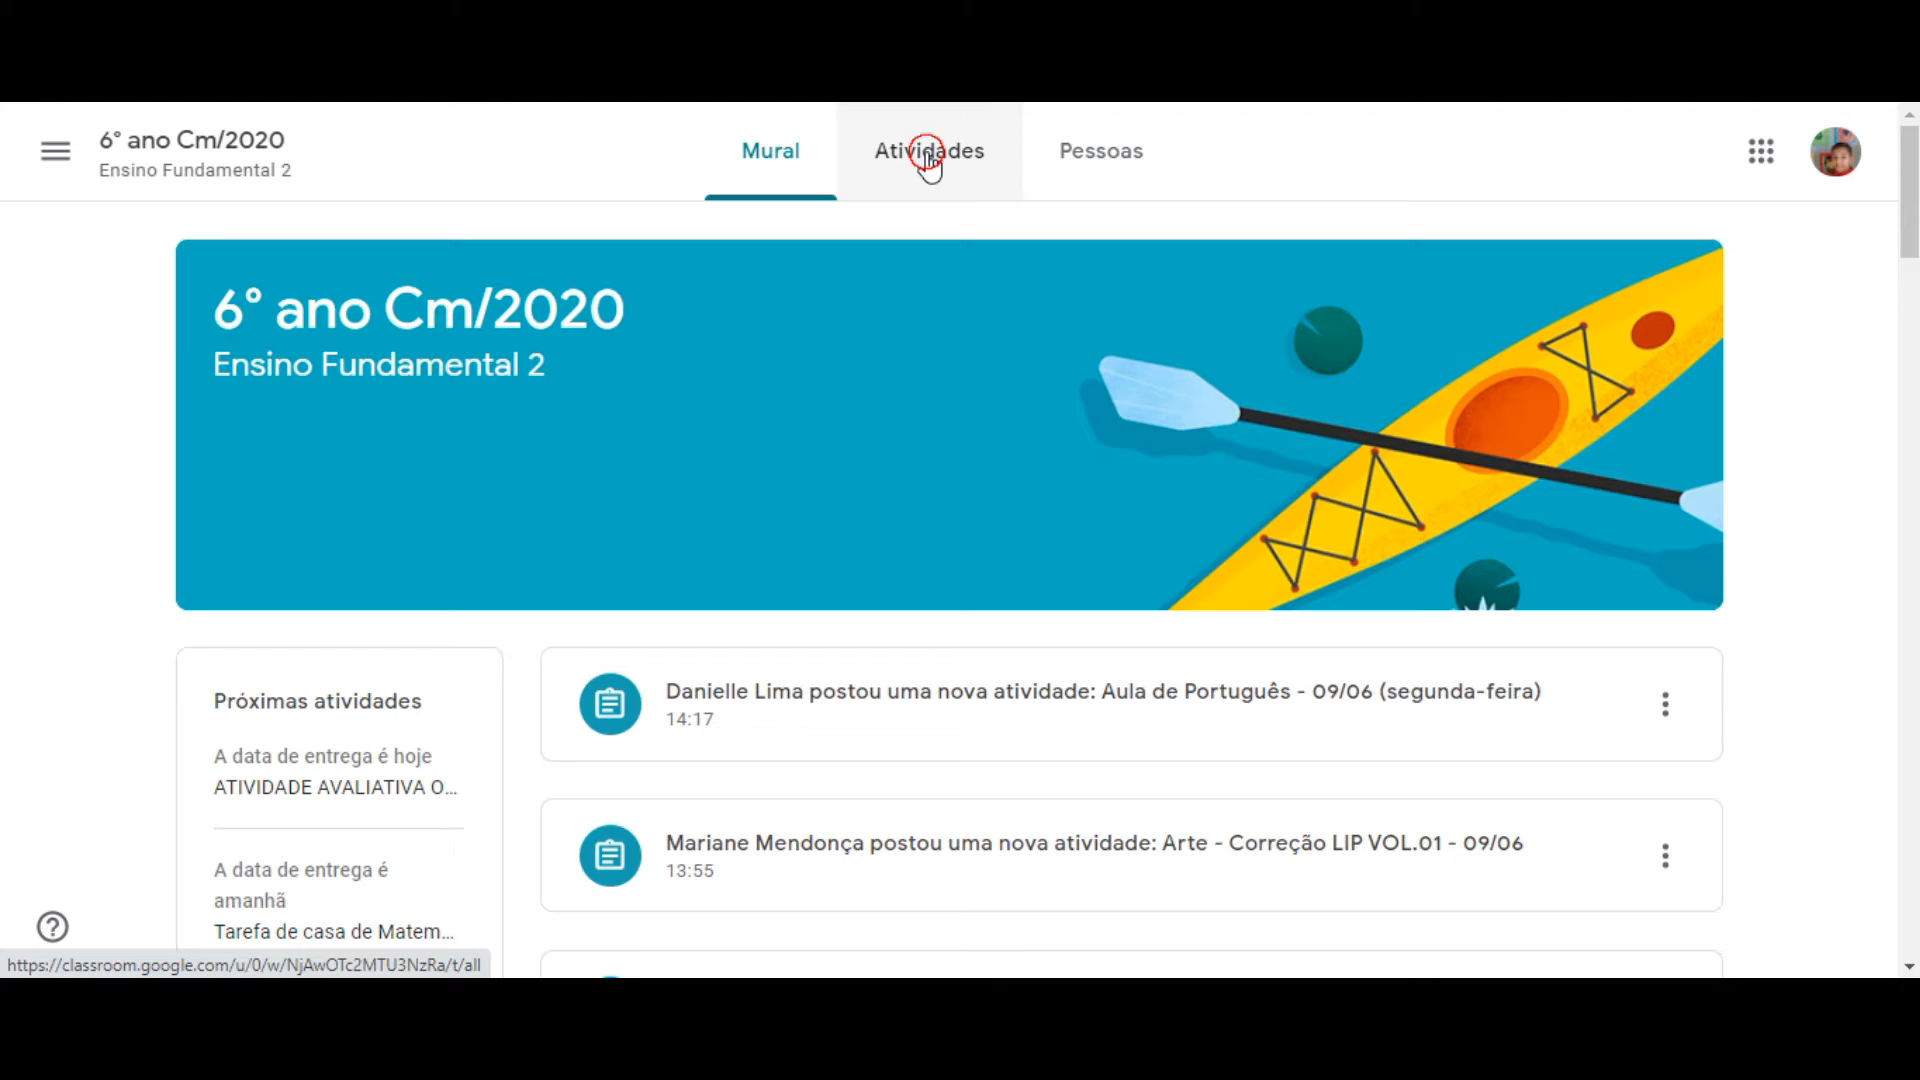 6° ano Cm/2020
Ensino Fundamental 2
Mural
Atividades
Pessoas
6° ano Cm/2020
Ensino Fundamental 2
Próximas atividades
A data de entrega é hoje
ATIVIDADE AVALIATIVA O...
A data de entrega é
amanhã
Tarefa de casa de Matem...
Danielle Lima postou uma nova atividade: Aula de Português - 09/06 (segunda-feira)
14:17
Mariane Mendonça postou uma nova atividade: Arte - Correção LIP VOL.01 - 09/06
13:55
https://classroom.google.com/u/0/w/NjAwOTc2MTU3NzRa/t/all